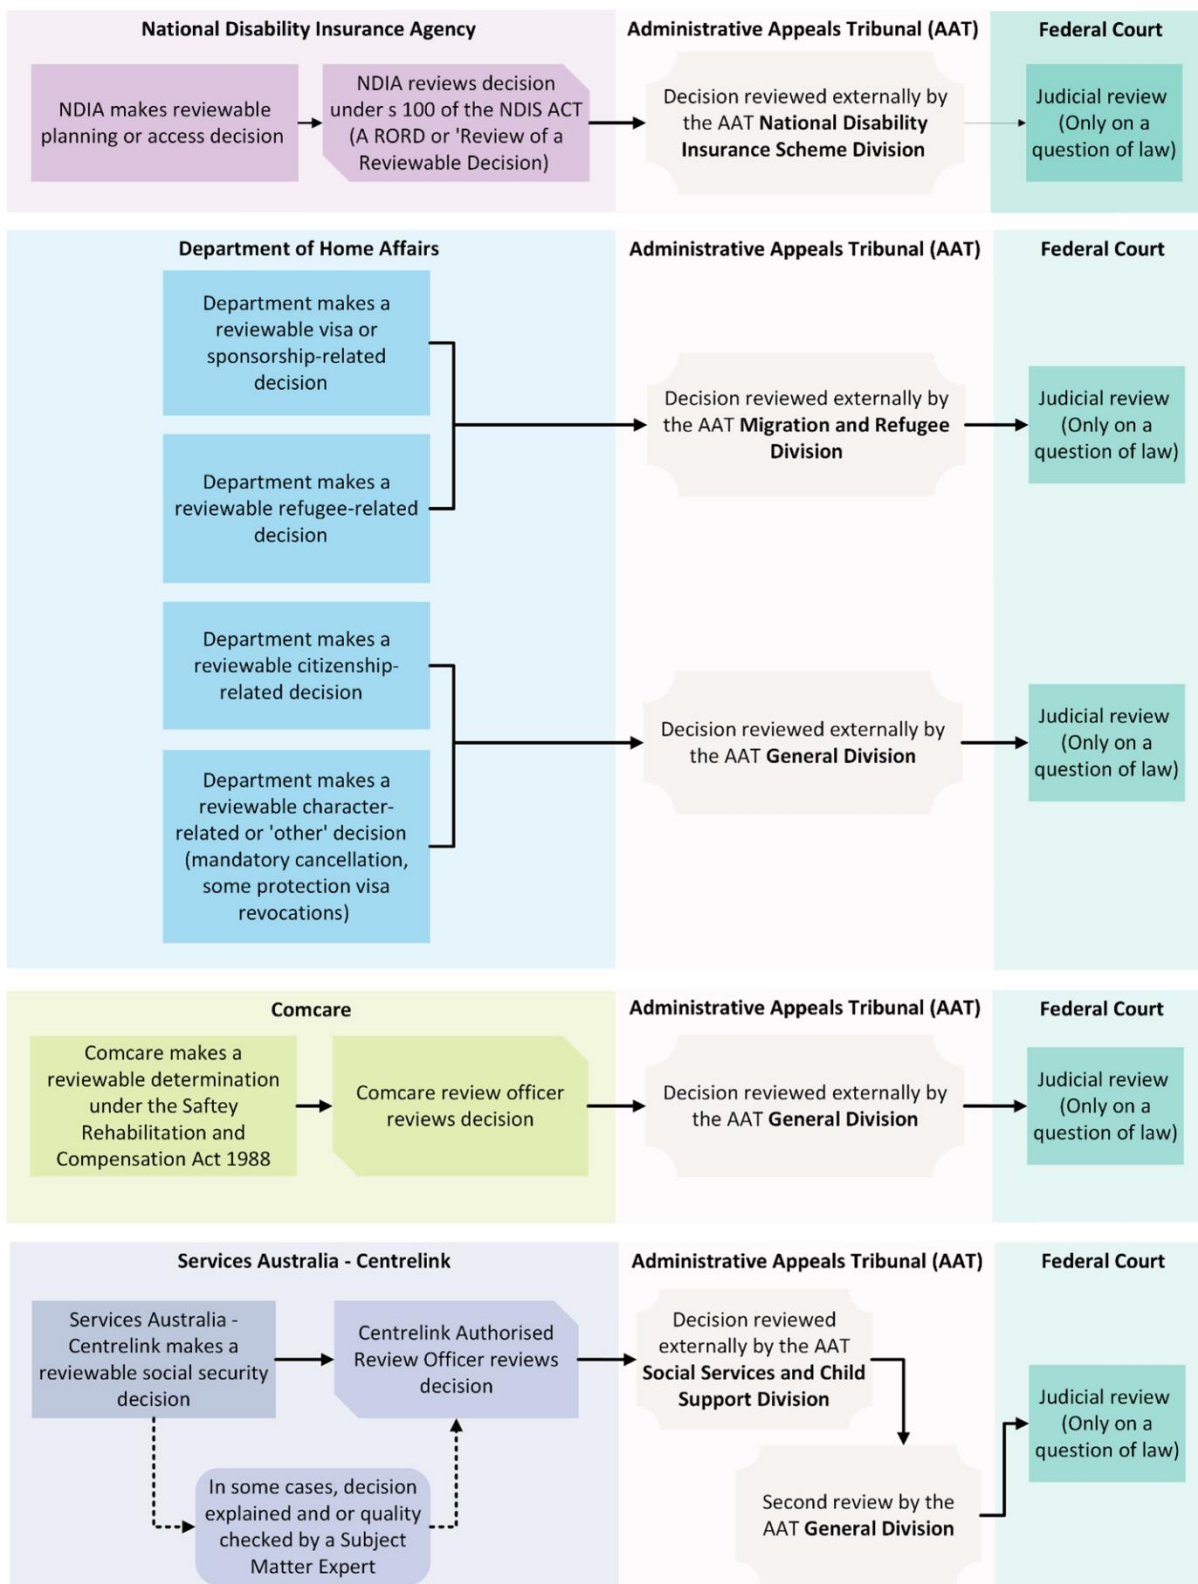 National Disability Insurance Agency
Administrative Appeals Tribunal (AAT)
Federal Court
NDIA makes reviewable
planning or access decision
NDIA reviews decision
under s 100 of the NDIS ACT
(A RORD or 'Review of a
Reviewable Decision)
Decision reviewed externally by
the AAT National Disability
Insurance Scheme Division
Judicial review
(Only on a
question of law)
Department of Home Affairs
Administrative Appeals Tribunal (AAT)
Federal Court
Department makes a
reviewable visa or
sponsorship-related
decision
Department makes a
reviewable refugee-related
decision
Decision reviewed externally by
the AAT Migration and Refugee
Division
Judicial review
(Only on a
question of law)
Department makes a
reviewable citizenship-
related decision
Department makes a
reviewable character-
related or 'other' decision
(mandatory cancellation,
some protection visa
revocations)
Decision reviewed externally by
the AAT General Division
Judicial review
(Only on a
question of law)
Comcare
Administrative Appeals Tribunal (AAT)
Federal Court
Comcare makes a
reviewable determination
under the Saftey
Rehabilitation and
Compensation Act 1988
Comcare review officer
reviews decision
Decision reviewed externally by
the AAT General Division
Judicial review
(Only on a
question of law)
Services Australia - Centrelink
Administrative Appeals Tribunal (AAT)
Federal Court
Services Australia -
Centrelink makes a
reviewable social security
decision
Centrelink Authorised
Review Officer reviews
decision
In some cases, decision
explained and or quality
checked by a Subject
Matter Expert
Decision reviewed
externally by the AAT
Social Services and Child
Support Division
Second review by the
AAT General Division
Judicial review
(Only on a
question of law)